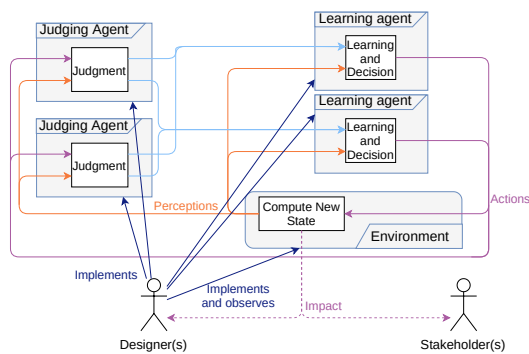 Judging Agent
Judgment
Judging Agent
Judgment
Learning agent
Learning
and
Decision
Learning agent
Learning
and
Decision
Perceptions
Compute New
State
Actions
Environment
Implements
Implements
and observes
Impact
Designer(s)
Stakeholder(s)